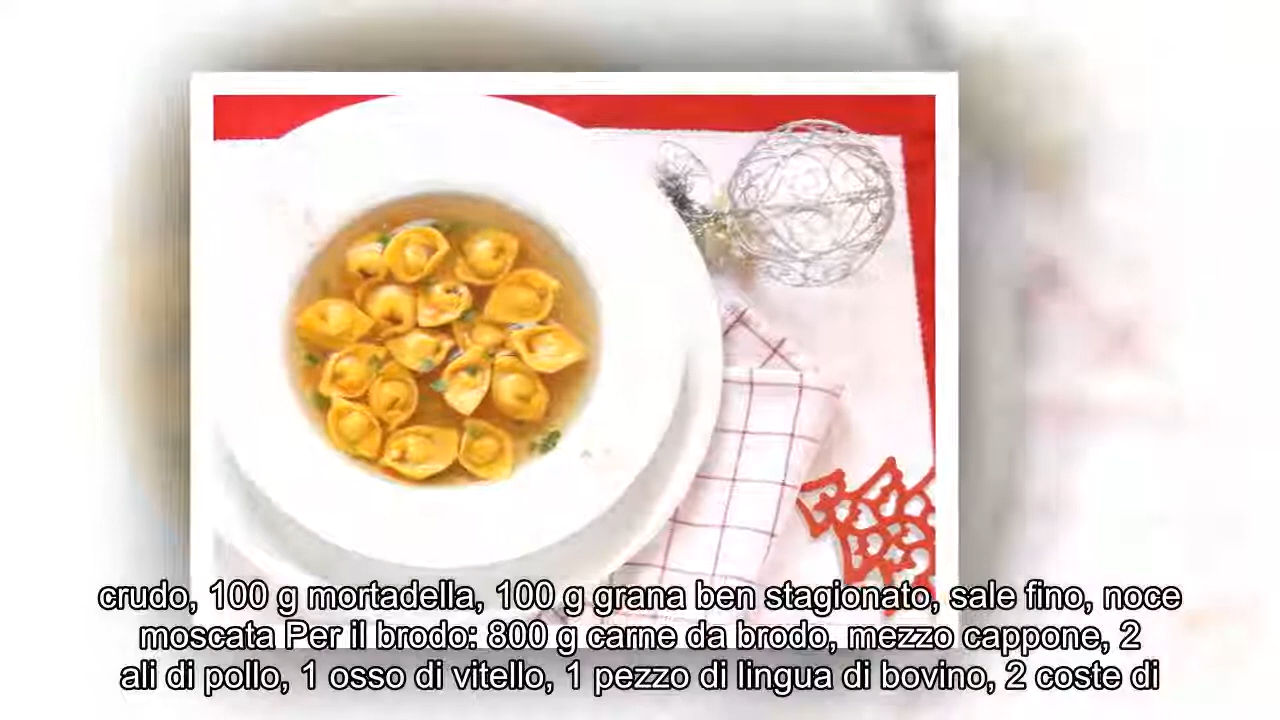 crudo, 100 g mortadella, 100 g grana ben stagionato, sale fino, noce
moscata Per il brodo: 800 g carne da brodo, mezzo cappone, 2
ali di pollo, 1 osso di vitello, 1 pezzo di lingua di bovino, 2 coste di